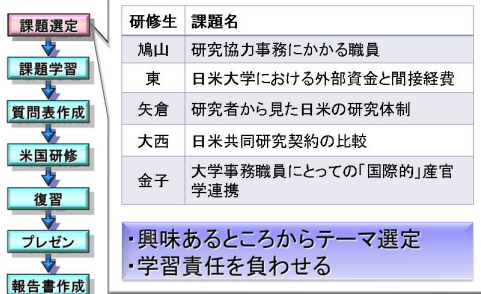 課題選定
課題学習
質問表作成
米国研修
復習
プレゼン
報告書作成
研修生 課題名
鳩山 研究協力事務にかかる職員
東 日米大学における外部資金と間接経費
矢倉 研究者から見た日米の研究体制
大西 日米共同研究契約の比較
金子 大学事務職員にとっての「国際的」産官
学連携
・興味あるところからテーマ選定
・学習責任を負わせる